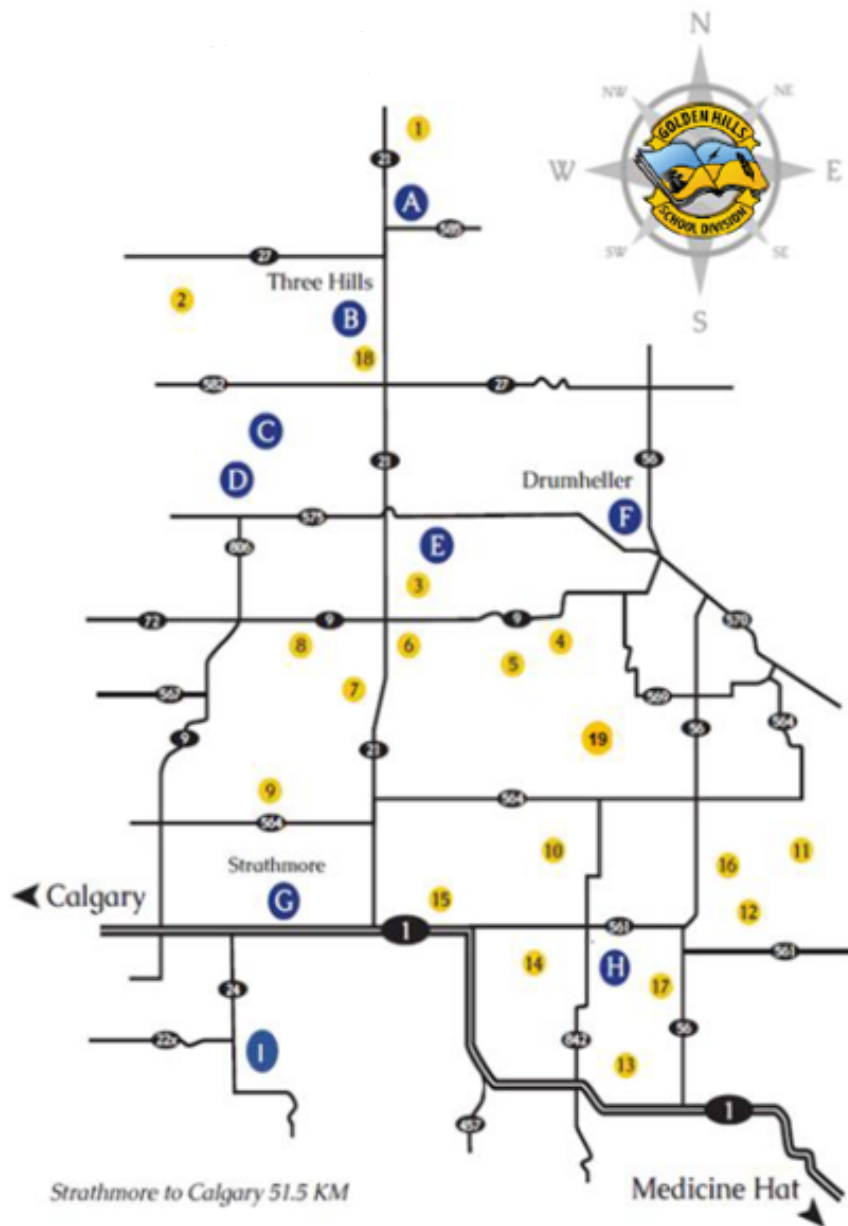 N
NW
NE
GOLDEN HILLS
W
E
SCHOOL DIVISION
SW
SE
S
1
21
A
585
27
Three Hills
2
B
18
582
27
C
21
56
D
Drumheller
F
575
E
806
3
72
9
9
570
8
6
4
5
567
7
569
564
9
56
21
19
9
564
564
10
16
11
Strathmore
Calgary
G
15
12
1
561
561
14
H
17
24
56
22x
I
842
13
1
457
Strathmore to Calgary 51.5 KM
Medicine Hat